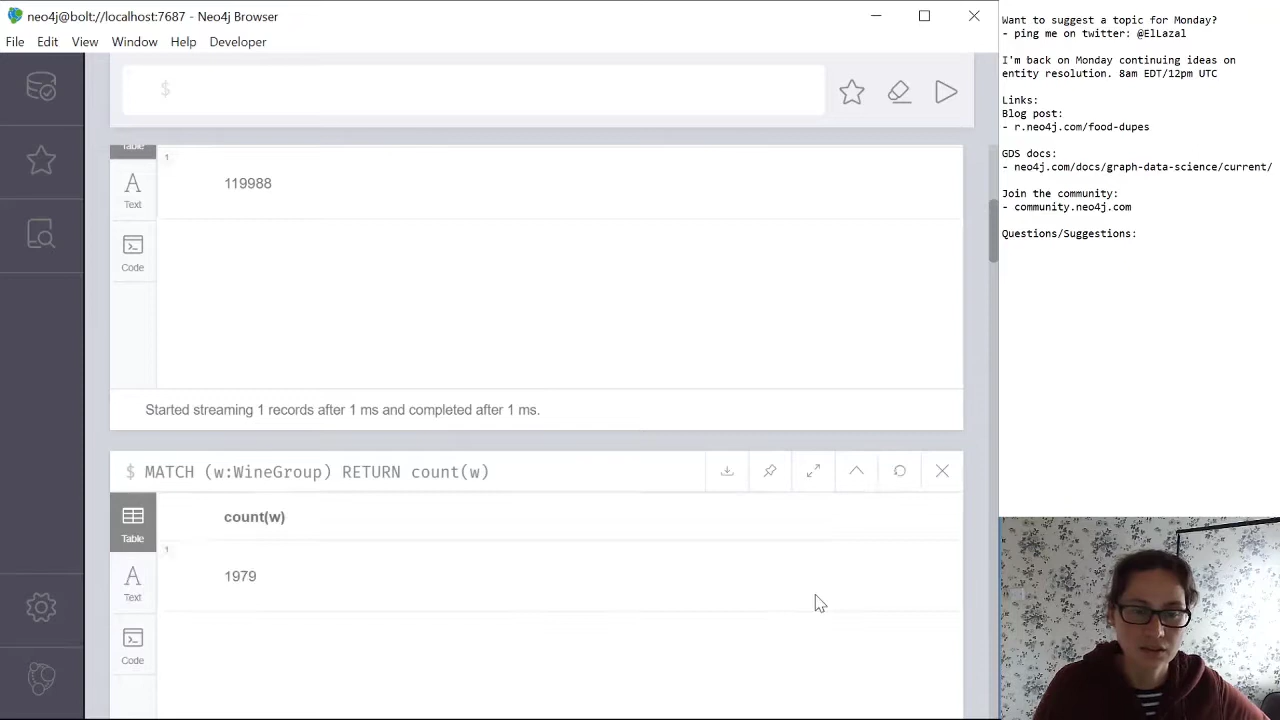 neo4j@bolt://localhost:7687 - Neo4j Browser
File Edit View Window Help Developer
$
Table
1
119988
A
Text
Code
Started streaming 1 records after 1 ms and completed after 1 ms.
$ MATCH (w:WineGroup) RETURN count(w)
count(w)
Table
1
1979
A
Text
Code
Want to suggest a topic for Monday?
- ping me on twitter: @ElLazal
I'm back on Monday continuing ideas on
entity resolution. 8am EDT/12pm UTC
Links:
Blog post:
- r.neo4j.com/food-dupes
GDS docs:
- neo4j.com/docs/graph-data-science/current/
Join the community:
- community.neo4j.com
Questions/Suggestions: